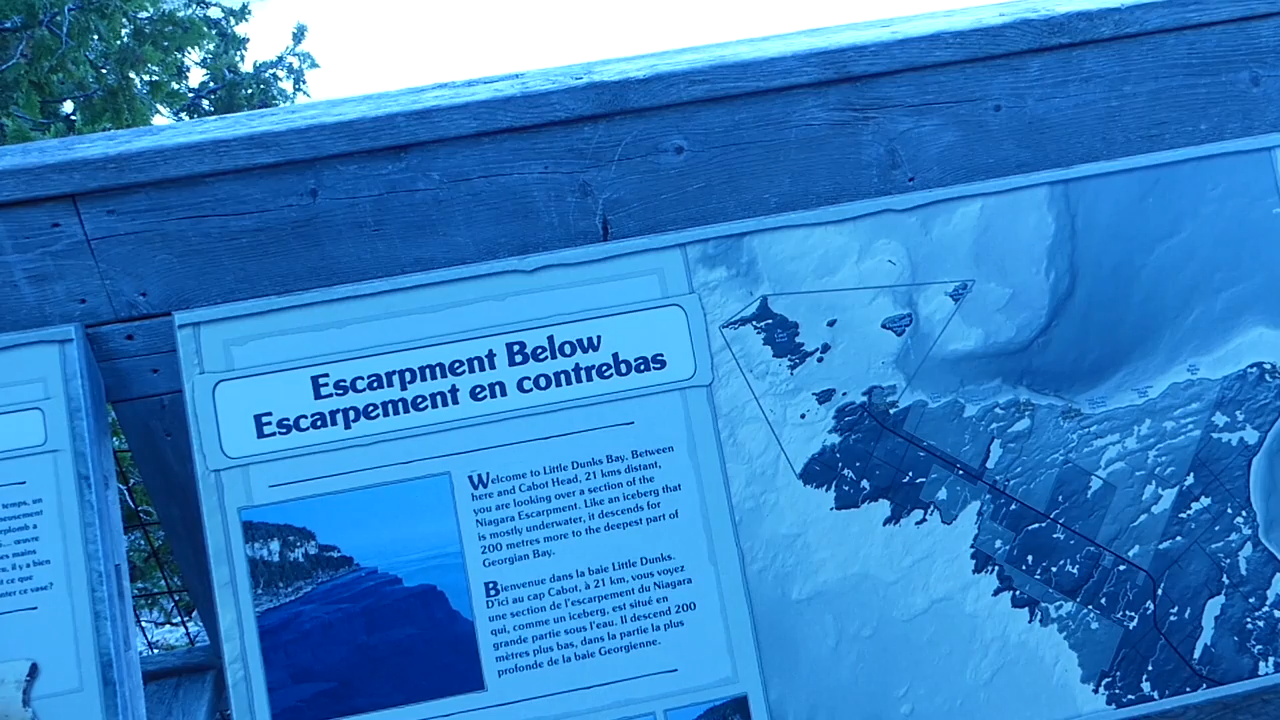 Escarpment Below
Escarpement en contrebas
Welcome to Little Dunks Bay. Between
here and Cabot Head, 21 kms distant,
you are looking over a section of the
Niagara Escarpment. Like an iceberg that
is mostly underwater, it descends for
200 metres more to the deepest part of
Georgian Bay.
Bienvenue dans la baie Little Dunks.
D'ici au cap Cabot, à 21 km, vous voyez
une section de l'escarpement du Niagara
qui, comme un iceberg, est situé en
grande partie sous l'eau. Il descend 200
mètres plus bas, dans la partie la plus
profonde de la baie Georgienne.
temps, un
plomb a
œuvre
mains
il y a bien
ce que
ce vase?